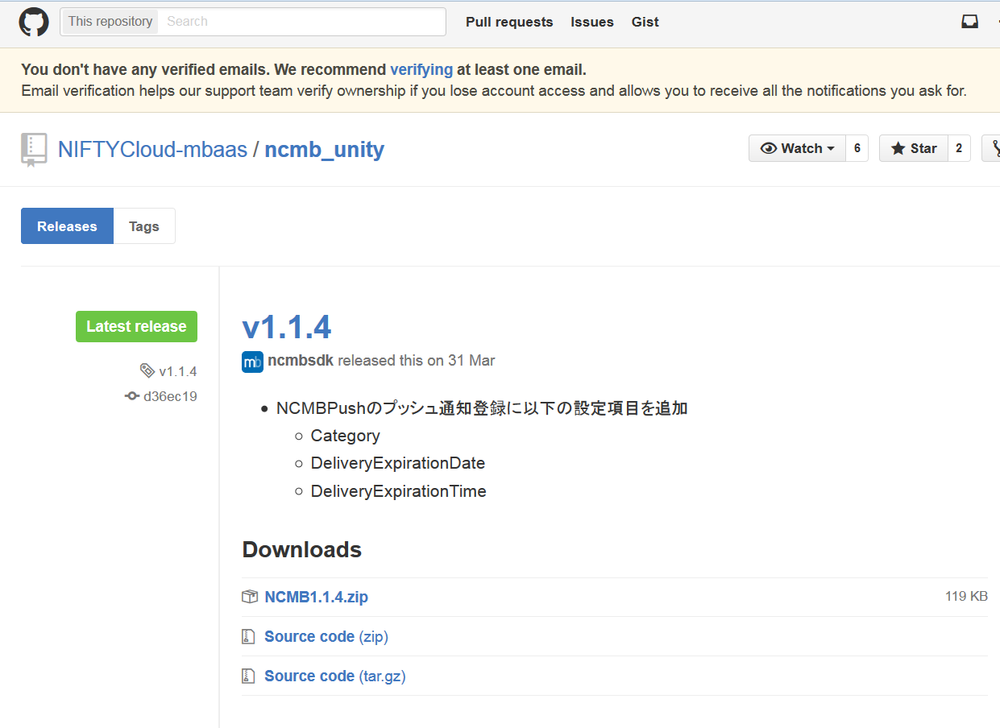 This repository Search Pull requests Issues Gist
You don't have any verified emails. We recommend verifying at least one email.
Email verification helps our support team verify ownership if you lose account access and allows you to receive all the notifications you ask for.
NIFTYCloud-mbaas / ncmb_unity Watch 6 Star 2
Releases Tags
Latest release
v1.1.4
d36ec19
v1.1.4
mb ncmbsdk released this on 31 Mar
NCMBPushのプッシュ通知登録に以下の設定項目を追加
Category
DeliveryExpirationDate
DeliveryExpirationTime
Downloads
NCMB1.1.4.zip 119 KB
Source code (zip)
Source code (tar.gz)